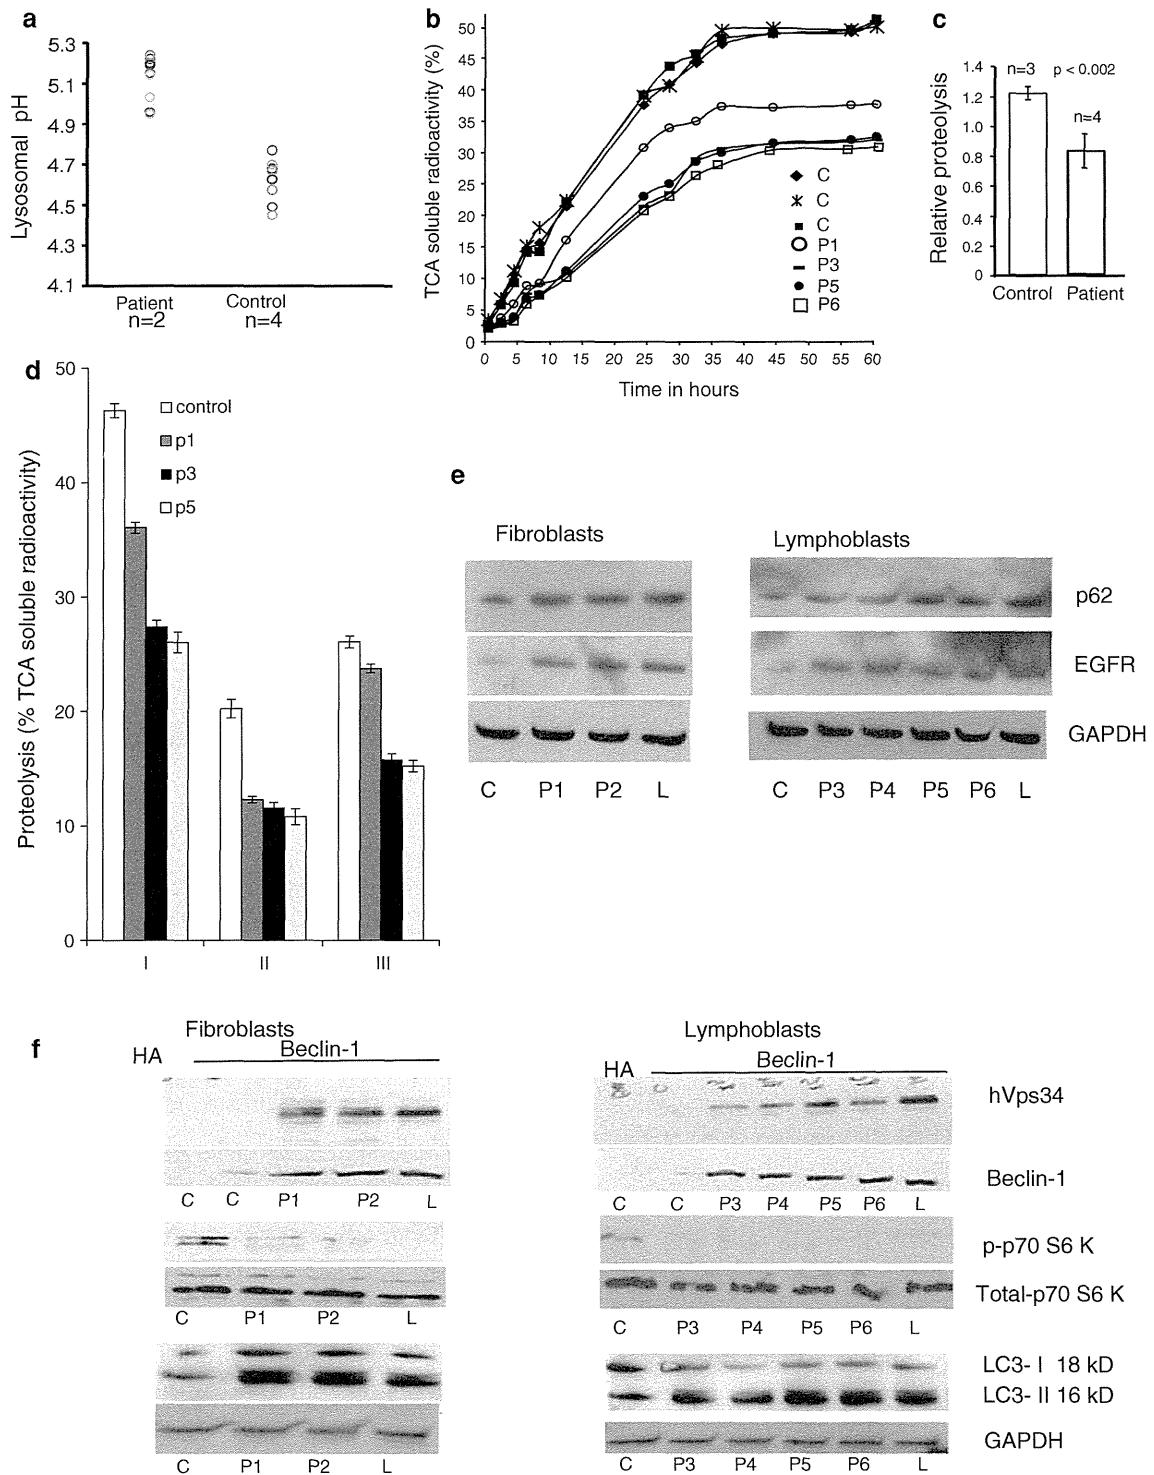 a
Lysosomal pH
5.3
5.1
4.9
4.7
4.5
4.3
4.1
Patient
n=2
Control
n=4
b
TCA soluble radioactivity (%)
50
45
40
35
30
25
20
15
10
5
0
0 5 10 15 20 25 30 35 40 45 50 55 60
Time in hours
C
C
C
P1
P3
P5
P6
c
Relative proteolysis
1.4
1.2
1.0
0.8
0.6
0.4
0.2
0
n=3
p < 0.002
n=4
Control Patient
d
Proteolysis (% TCA soluble radioactivity)
50
40
30
20
10
0
control
p1
p3
p5
I II III
e
Fibroblasts
Lymphoblasts
p62
EGFR
GAPDH
C P1 P2 L
C P3 P4 P5 P6 L
f
Fibroblasts
HA
Beclin-1
C C P1 P2 L
C P1 P2 L
C P1 P2 L
Lymphoblasts
HA
Beclin-1
hVps34
Beclin-1
C C P3 P4 P5 P6 L
p-p70 S6 K
Total-p70 S6 K
C P3 P4 P5 P6 L
LC3- I 18 kD
LC3- II 16 kD
GAPDH
C P3 P4 P5 P6 L